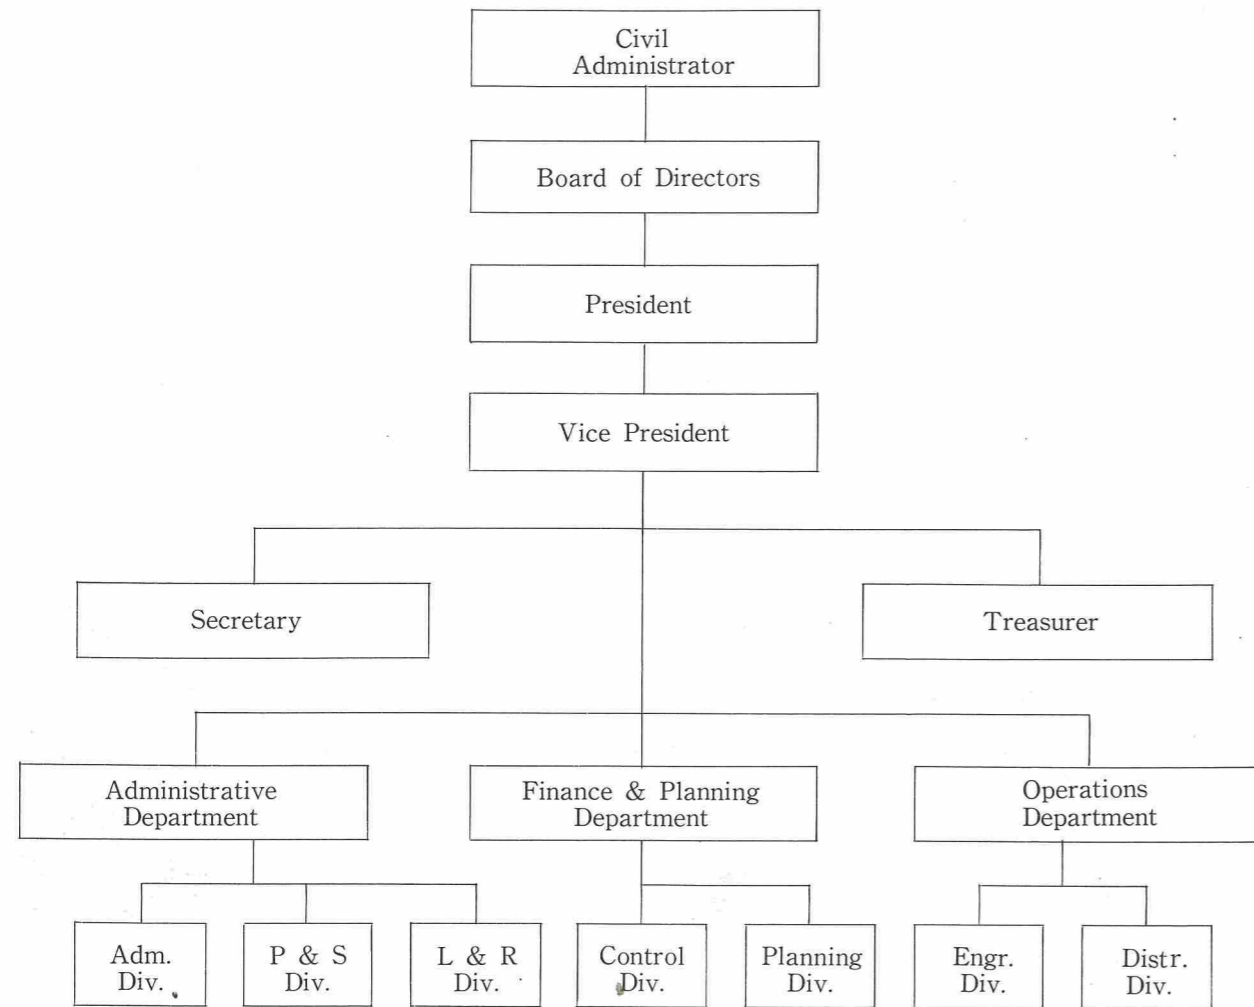 Civil
Administrator
Board of Directors
President
Vice President
Secretary
Treasurer
Administrative
Department
Finance & Planning
Department
Operations
Department
Adm.
Div.
P & S
Div.
L & R
Div.
Control
Div.
Planning
Div.
Engr.
Div.
Distr.
Div.